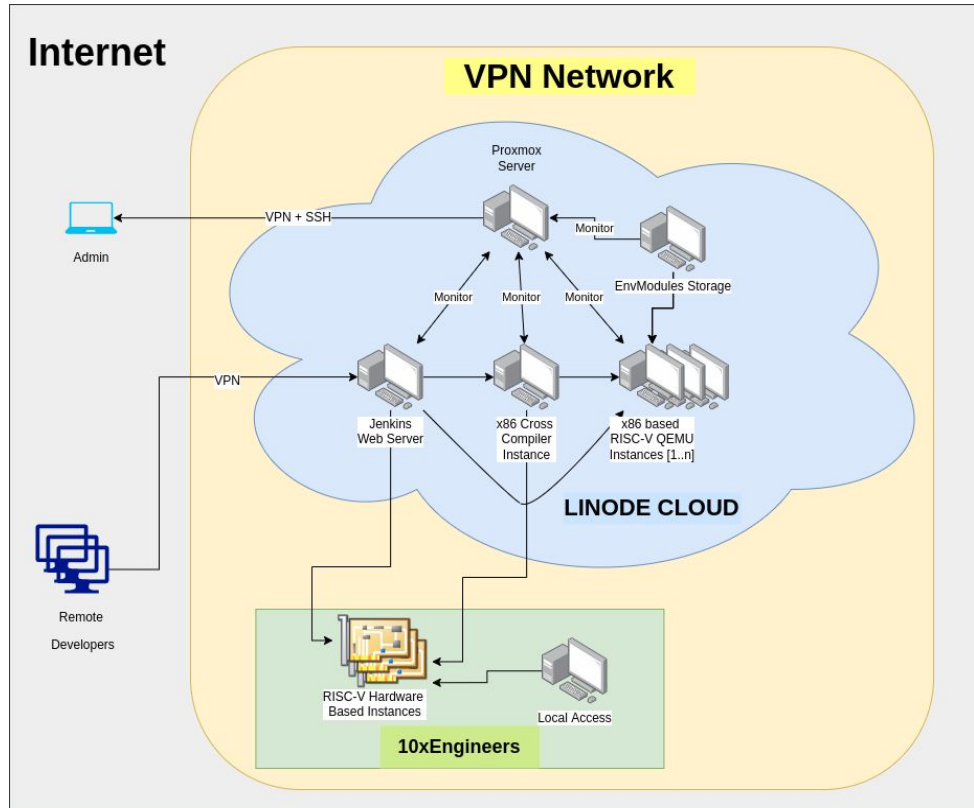 Internet
VPN Network
Proxmox
Server
VPN + SSH
Monitor
Admin
EnvModules Storage
Monitor
Monitor
Monitor
VPN
Jenkins
Web Server
x86 Cross
Compiler
Instance
x86 based
RISC-V QEMU
Instances [1..n]
LINODE CLOUD
Remote
Developers
RISC-V Hardware
Based Instances
Local Access
10xEngineers